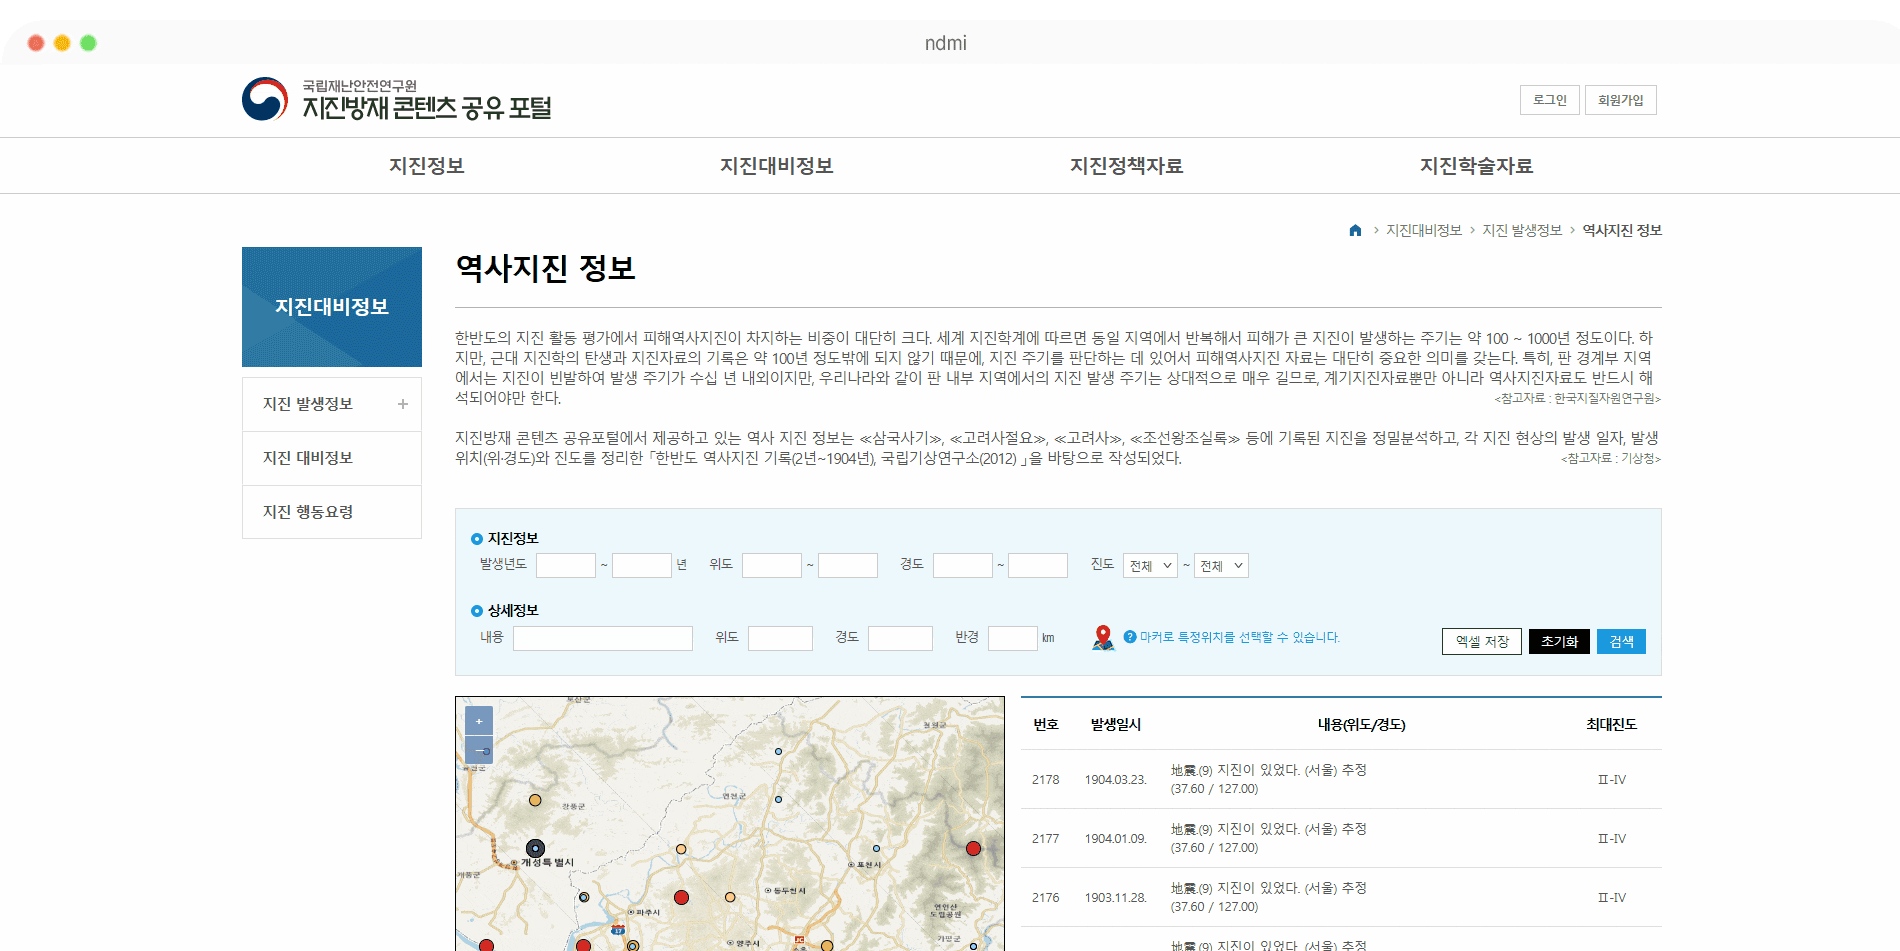 ndmi
국립재난안전연구원
지진방재 콘텐츠 공유 포털
로그인 회원가입
지진정보 지진대비정보 지진정책자료 지진학술자료
> 지진대비정보 > 지진 발생정보 > 역사지진 정보
지진대비정보
지진 발생정보 +
지진 대비정보
지진 행동요령
역사지진 정보
한반도의 지진 활동 평가에서 피해역사지진이 차지하는 비중이 대단히 크다. 세계 지진학계에 따르면 동일 지역에서 반복해서 피해가 큰 지진이 발생하는 주기는 약 100 ~ 1000년 정도이다. 하
지만, 근대 지진학의 탄생과 지진자료의 기록은 약 100년 정도밖에 되지 않기 때문에, 지진 주기를 판단하는 데 있어서 피해역사지진 자료는 대단히 중요한 의미를 갖는다. 특히, 판 경계부 지역
에서는 지진이 빈발하여 발생 주기가 수십 년 내외이지만, 우리나라와 같이 판 내부 지역에서의 지진 발생 주기는 상대적으로 매우 길므로, 계기지진자료뿐만 아니라 역사지진자료도 반드시 해
석되어야만 한다. <참고자료 : 한국지질자원연구원>
지진방재 콘텐츠 공유포털에서 제공하고 있는 역사 지진 정보는 ≪삼국사기≫, ≪고려사절요≫, ≪고려사≫, ≪조선왕조실록≫ 등에 기록된 지진을 정밀분석하고, 각 지진 현상의 발생 일자, 발생
위치(위·경도)와 진도를 정리한 「한반도 역사지진 기록(2년~1904년), 국립기상연구소(2012) 」을 바탕으로 작성되었다. <참고자료 : 기상청>
지진정보
발생년도 ~ 년 위도 ~ 경도 ~ 진도 전체 ~ 전체
상세정보
내용 위도 경도 반경 km ? 마커로 특정위치를 선택할 수 있습니다. 엑셀 저장 초기화 검색
+
−
철원군
연천군
장풍군
개성특별시
포천시
개풍군
동두천시
파주시
연인산
도립공원
양주시
가평군
번호 발생일시 내용(위도/경도) 최대진도
2178 1904.03.23. 地震.(9) 지진이 있었다. (서울) 추정 Ⅱ-Ⅳ
(37.60 / 127.00)
2177 1904.01.09. 地震.(9) 지진이 있었다. (서울) 추정 Ⅱ-Ⅳ
(37.60 / 127.00)
2176 1903.11.28. 地震.(9) 지진이 있었다. (서울) 추정 Ⅱ-Ⅳ
(37.60 / 127.00)
地震.(9) 지진이 있었다. (서울) 추정